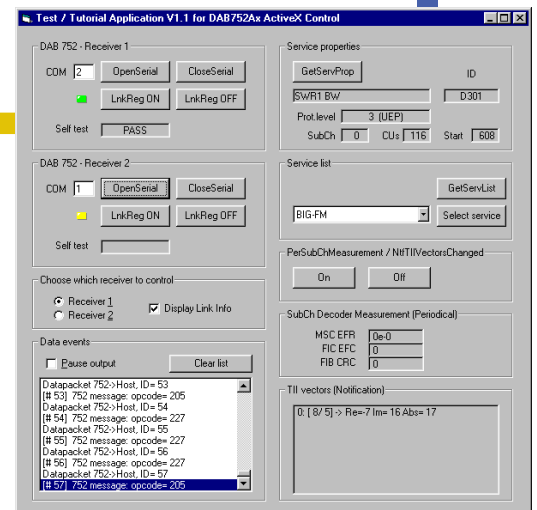 Test / Tutorial Application V1.1 for DAB752Ax ActiveX Control
DAB 752 - Receiver 1
COM 2 OpenSerial CloseSerial
LnkReg ON LnkReg OFF
Self test PASS
DAB 752 - Receiver 2
COM 1 OpenSerial CloseSerial
LnkReg ON LnkReg OFF
Self test
Choose which receiver to control
Receiver 1
Receiver 2
Display Link Info
Data events
Pause output Clear list
Datapacket 752->Host, ID= 53
[# 53] 752 message: opcode= 205
Datapacket 752->Host, ID= 54
[# 54] 752 message: opcode= 227
Datapacket 752->Host, ID= 55
[# 55] 752 message: opcode= 227
Datapacket 752->Host, ID= 56
[# 56] 752 message: opcode= 227
Datapacket 752->Host, ID= 57
[# 57] 752 message: opcode= 205
Service properties
GetServProp ID
SWR1 BW D301
Prot.level 3 (UEP)
SubCh 0 CUs 116 Start 608
Service list
GetServList
BIG-FM Select service
PerSubChMeasurement / NtfTIIVectorsChanged
On Off
SubCh Decoder Measurement (Periodical)
MSC EFR 0e-0
FIC EFC 0
FIB CRC 0
TII vectors (Notification)
0: [ 8/ 5] -> Re=-7 Im= 16 Abs= 17